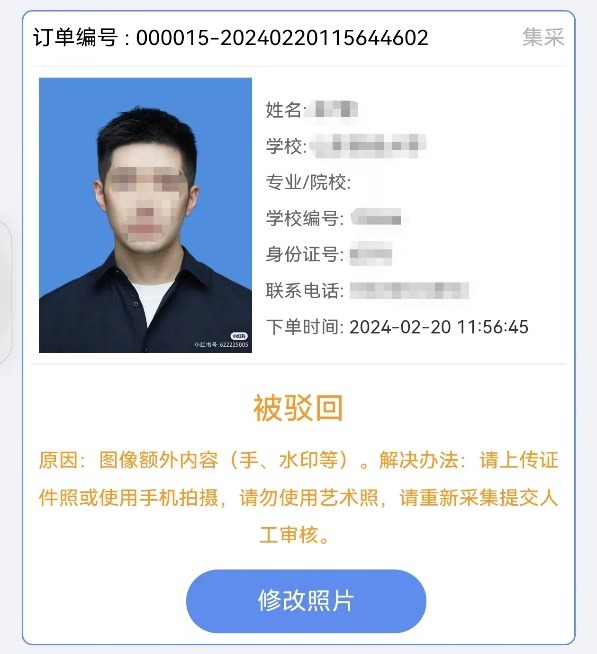 订单编号 : 000015-20240220115644602
集采
姓名:
学校:
专业/院校:
学校编号:
身份证号:
联系电话:
下单时间: 2024-02-20 11:56:45
小红书
小红书号: 622225005
被驳回
原因：图像额外内容（手、水印等）。解决办法：请上传证
件照或使用手机拍摄，请勿使用艺术照，请重新采集提交人
工审核。
修改照片